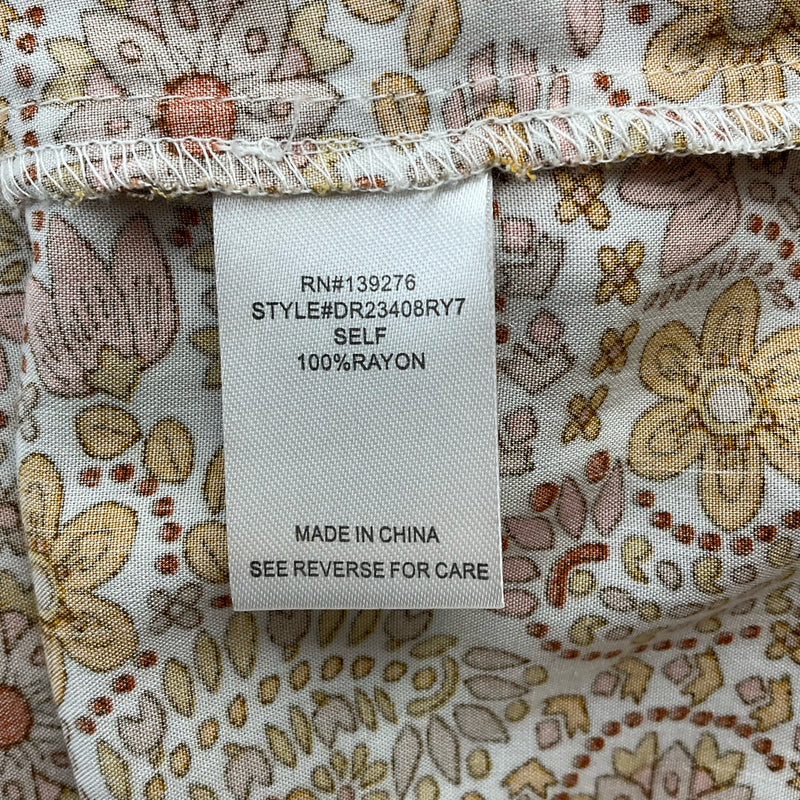 RN#139276
STYLE#DR23408RY7
SELF
100%RAYON
MADE IN CHINA
SEE REVERSE FOR CARE